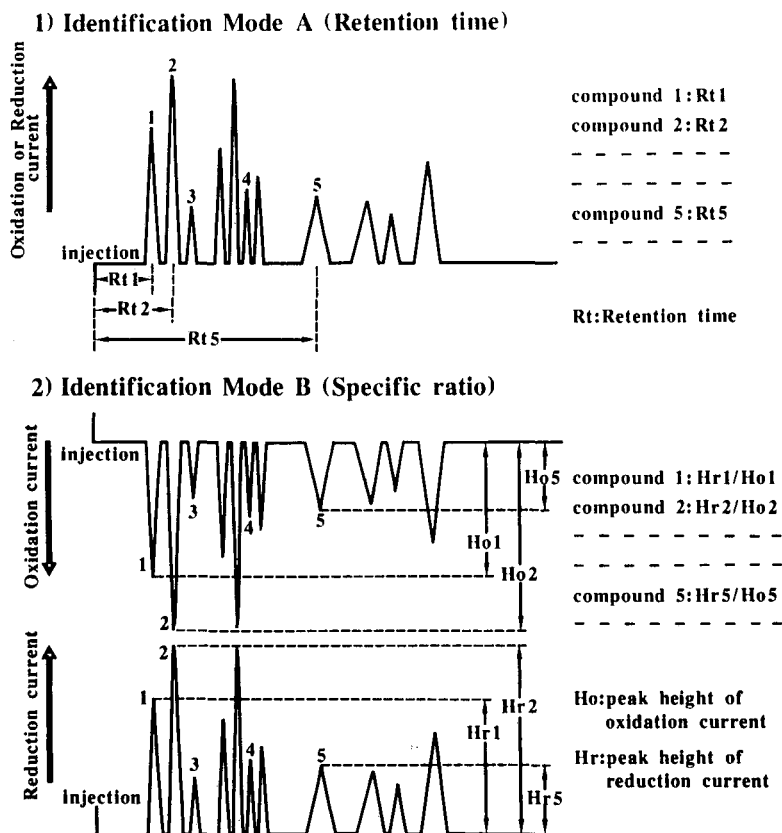 1) Identification Mode A (Retention time)
Oxidation or Reduction
current
1
2
3
4
5
injection
Rt1
Rt2
Rt5
compound 1:Rt1
compound 2:Rt2
- - - - - - - - -
- - - - - - - - -
compound 5:Rt5
- - - - - - - - -
Rt:Retention time
2) Identification Mode B (Specific ratio)
Oxidation current
injection
1
2
3
4
5
Ho5
Ho1
Ho2
compound 1:Hr1/Ho1
compound 2:Hr2/Ho2
- - - - - - - - -
- - - - - - - - -
compound 5:Hr5/Ho5
- - - - - - - - -
Reduction current
injection
1
2
3
4
5
Hr2
Hr1
Hr5
Ho:peak height of
oxidation current
Hr:peak height of
reduction current